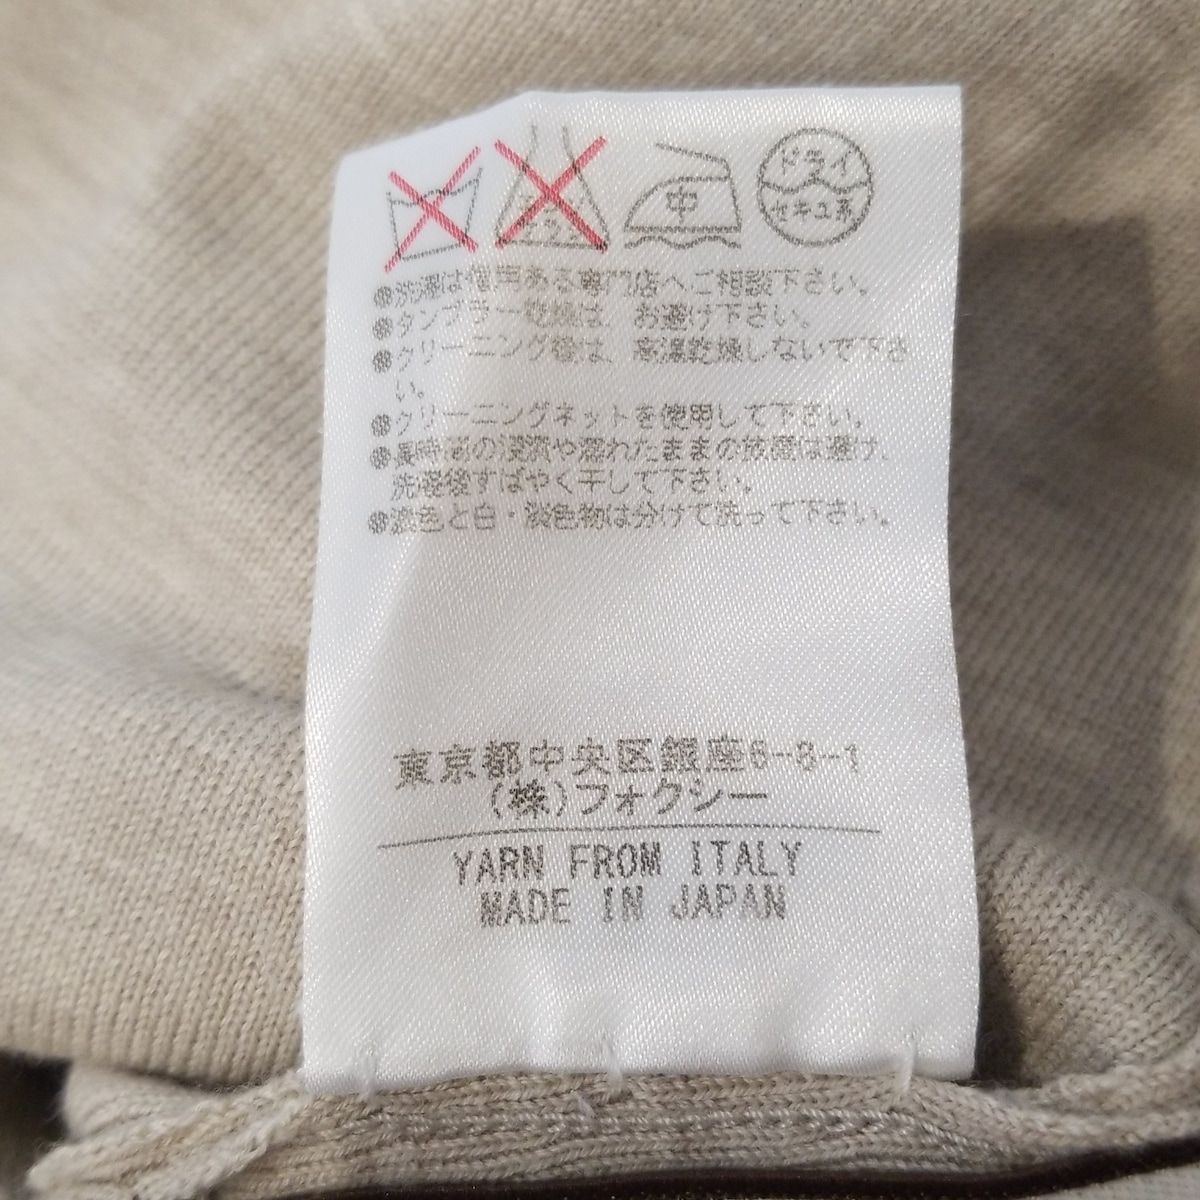 中
ドライ
セキユ系
●洗濯は信用ある専門店へご相談下さい。
●タンブラー乾燥は、お避け下さい。
●クリーニング後は、高温乾燥しないで下さ
い。
●クリーニングネットを使用して下さい。
●長時間の浸漬や濡れたままの放置は避け、
洗濯後すばやく干して下さい。
●濃色と白・淡色物は分けて洗って下さい。
東京都中央区銀座6-8-1
(株)フォクシー
YARN FROM ITALY
MADE IN JAPAN